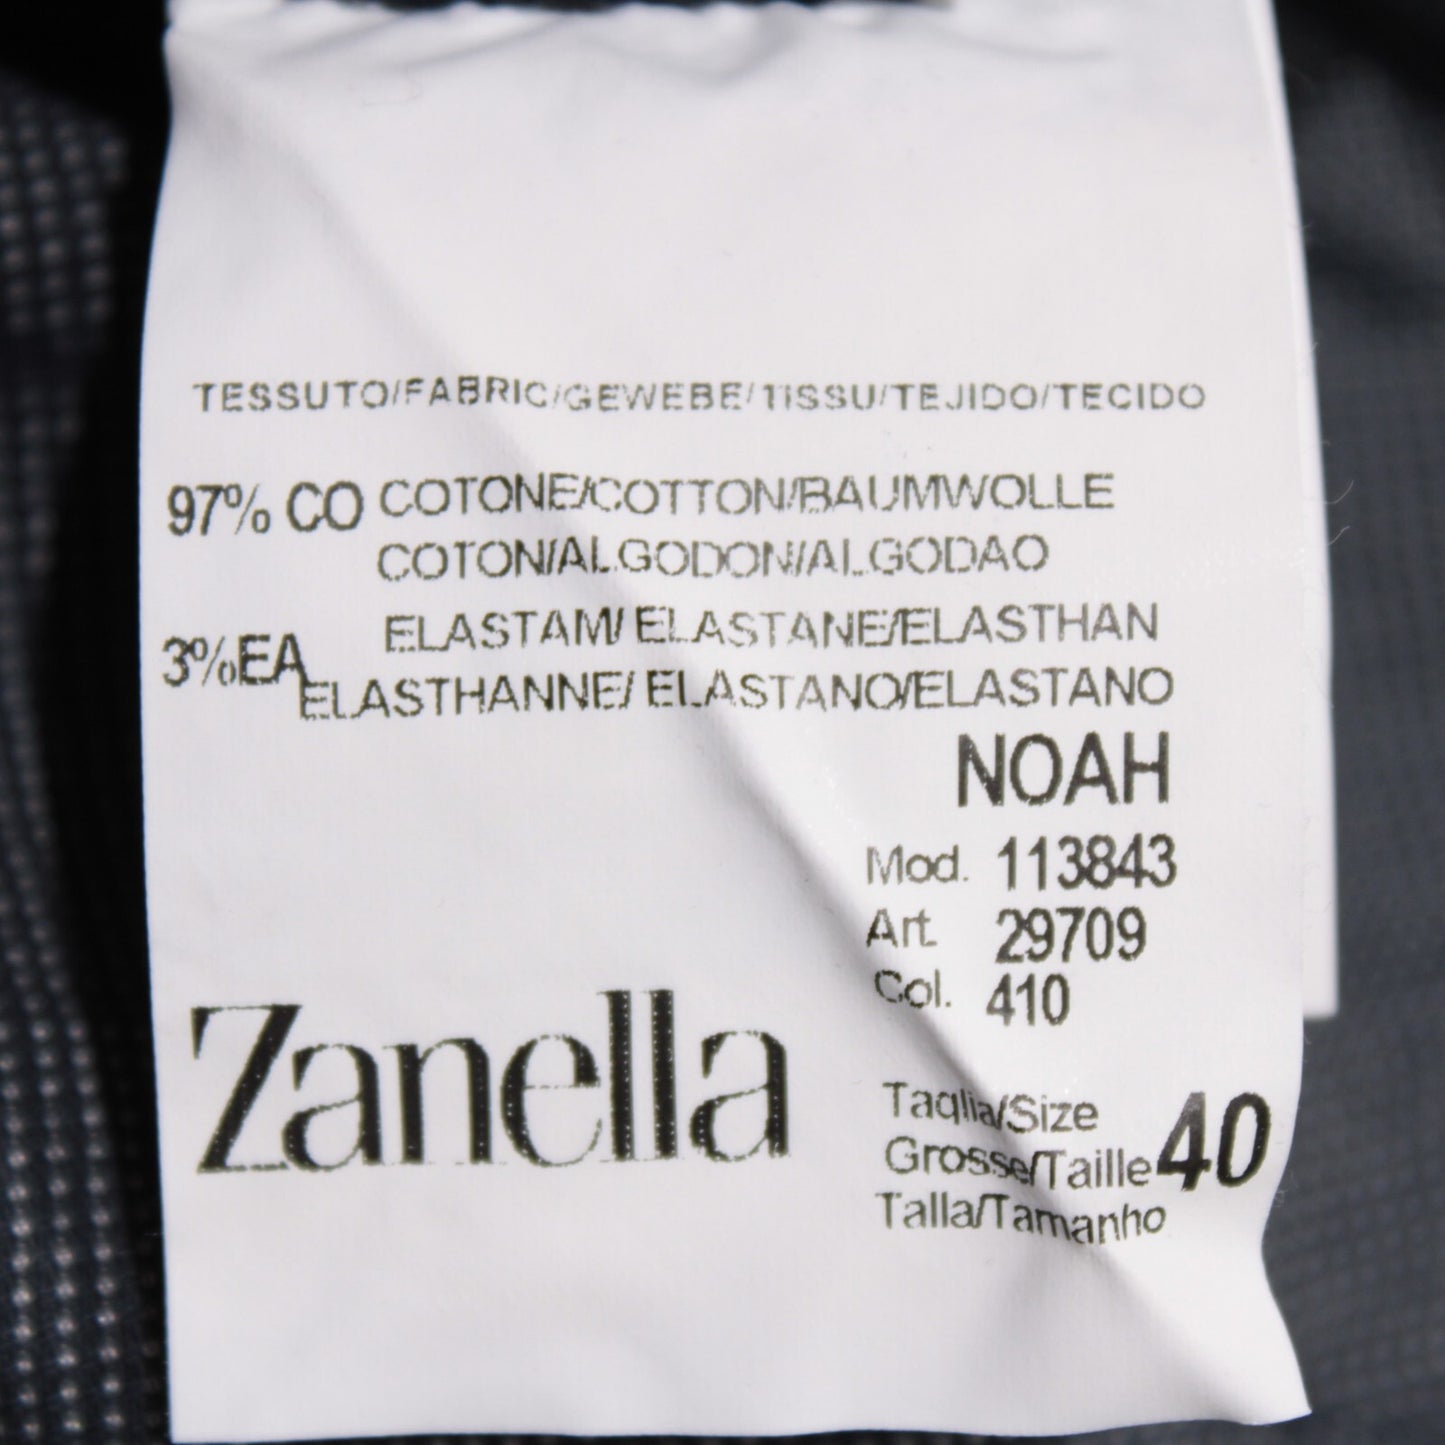 TESSUTO/FABRIC/GEWEBE/TISSU/TEJIDO/TECIDO
97% CO COTONE/COTTON/BAUMWOLLE
COTON/ALGODON/ALGODAO
3%EA ELASTAM/ ELASTANE/ELASTHAN
ELASTHANNE/ ELASTANO/ELASTANO
NOAH
Mod. 113843
Art. 29709
Col. 410
Zanella
Taglia/Size
Grosse/Taille 40
Talla/Tamanho